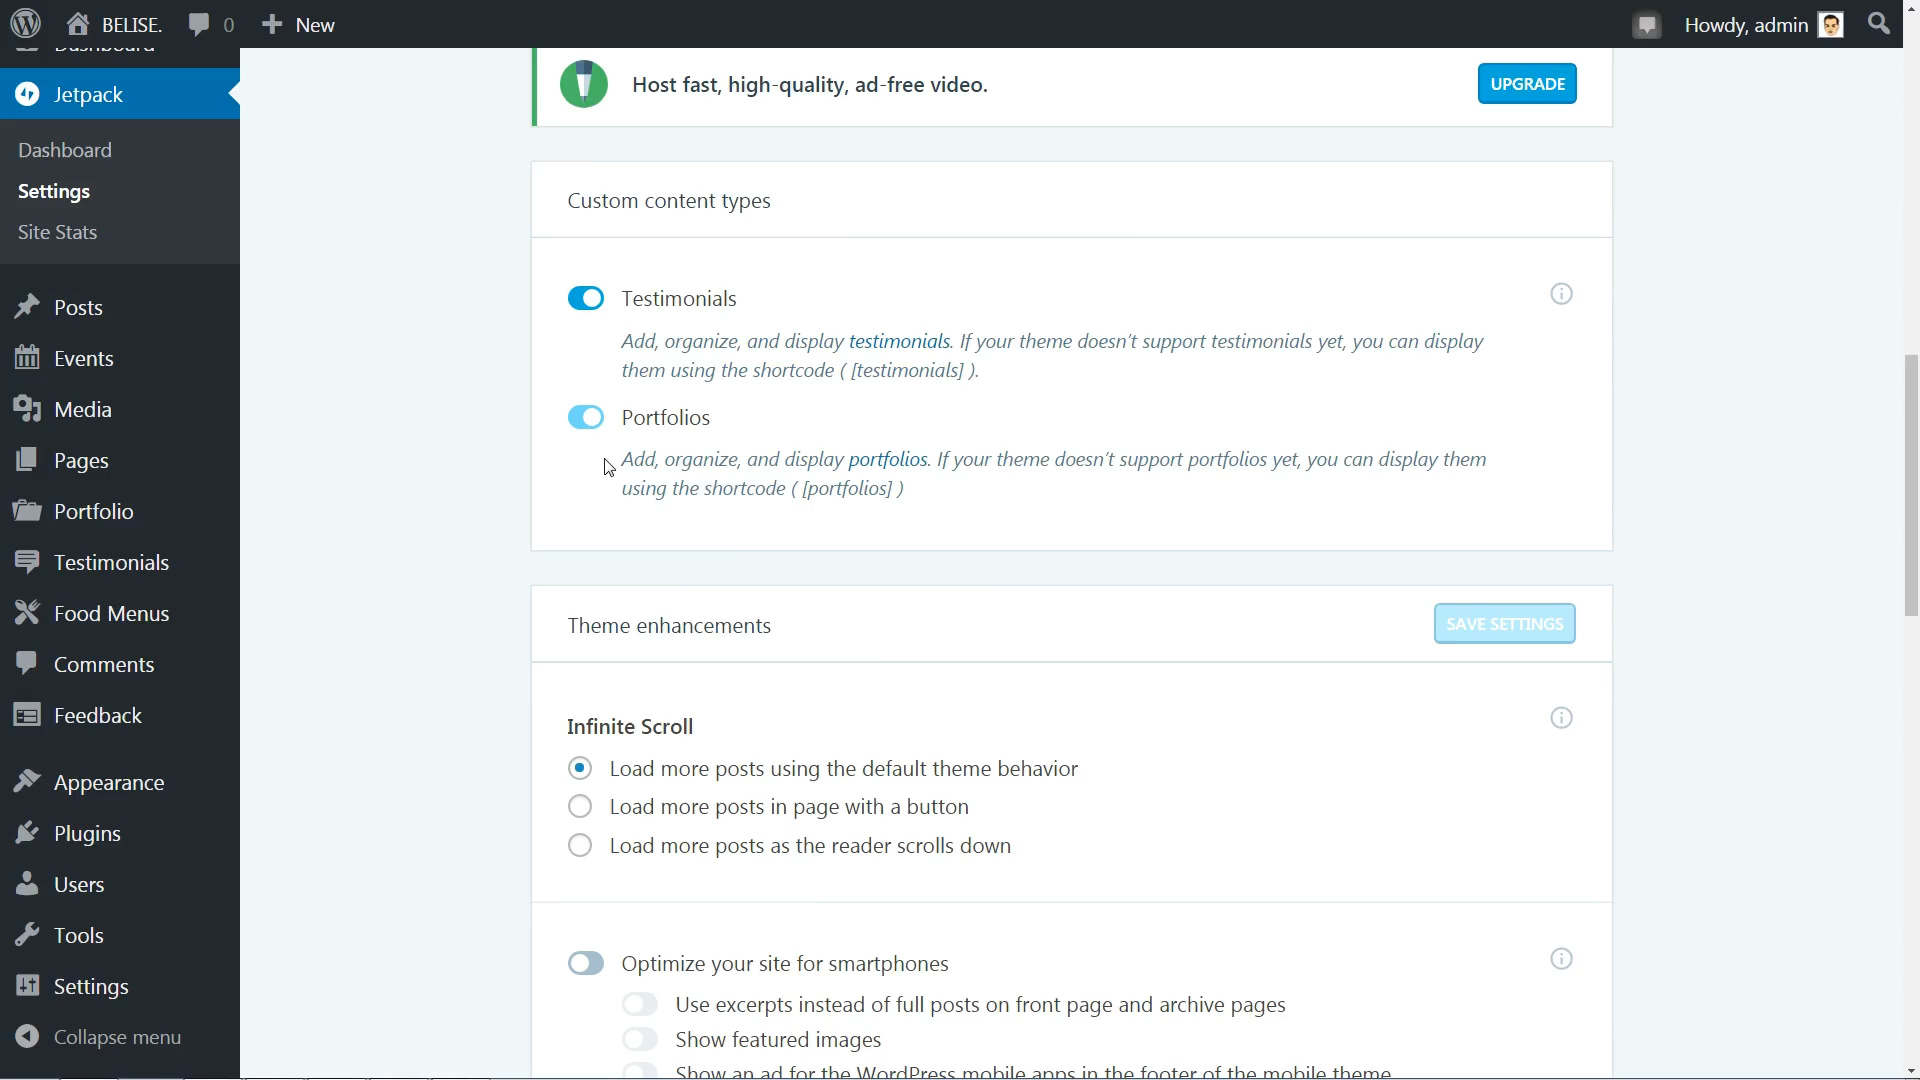 BELISE.
0
New
Howdy, admin
Dashboard
Jetpack
Dashboard
Settings
Site Stats
Posts
Events
Media
Pages
Portfolio
Testimonials
Food Menus
Comments
Feedback
Appearance
Plugins
Users
Tools
Settings
Collapse menu
Host fast, high-quality, ad-free video.
UPGRADE
Custom content types
Testimonials
Add, organize, and display testimonials. If your theme doesn't support testimonials yet, you can display
them using the shortcode ( [testimonials] ).
Portfolios
Add, organize, and display portfolios. If your theme doesn't support portfolios yet, you can display them
using the shortcode ( [portfolios] )
Theme enhancements
SAVE SETTINGS
Infinite Scroll
Load more posts using the default theme behavior
Load more posts in page with a button
Load more posts as the reader scrolls down
Optimize your site for smartphones
Use excerpts instead of full posts on front page and archive pages
Show featured images
Show an ad for the WordPress mobile apps in the footer of the mobile theme